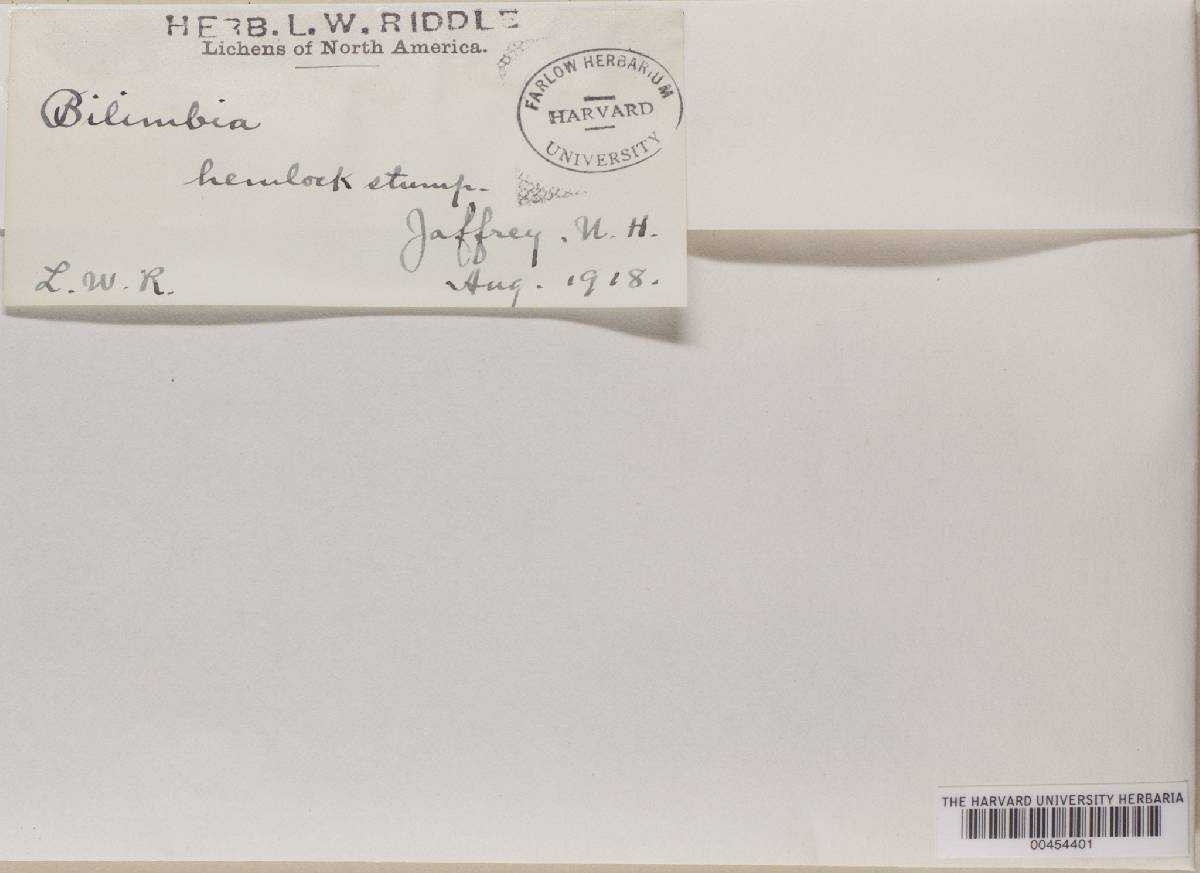 HERB. L. W. RIDDLE
Lichens of North America.
FARLOW HERBARIUM
HARVARD
UNIVERSITY
Bilimbia
hemlock stump.
Jaffrey, N. H.
L. W. R.
Aug. 1918.
THE HARVARD UNIVERSITY HERBARIA
00454401